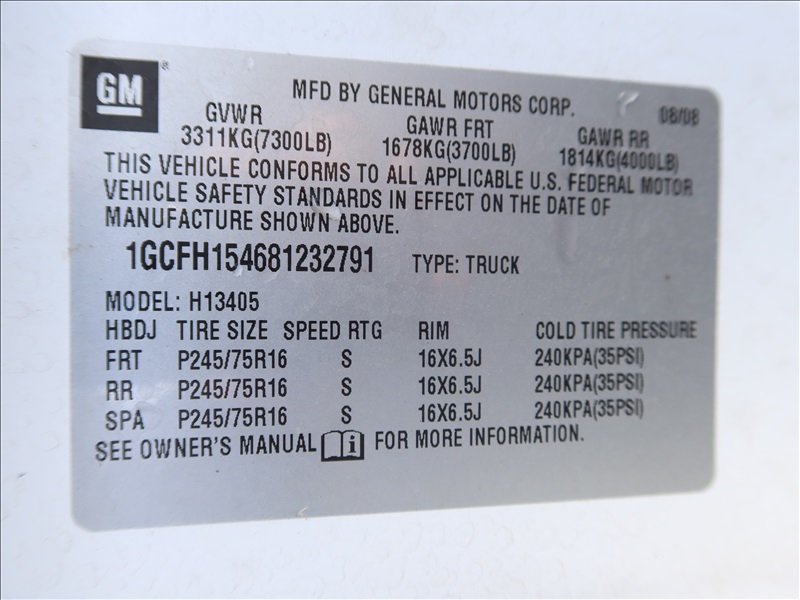 GM MFD BY GENERAL MOTORS CORP. 08/08
GVWR GAWR FRT GAWR RR
3311KG(7300LB) 1678KG(3700LB) 1814KG(4000LB)
THIS VEHICLE CONFORMS TO ALL APPLICABLE U.S. FEDERAL MOTOR
VEHICLE SAFETY STANDARDS IN EFFECT ON THE DATE OF
MANUFACTURE SHOWN ABOVE.
1GCFH154681232791 TYPE: TRUCK
MODEL: H13405
HBDJ TIRE SIZE SPEED RTG RIM COLD TIRE PRESSURE
FRT P245/75R16 S 16X6.5J 240KPA(35PSI)
RR P245/75R16 S 16X6.5J 240KPA(35PSI)
SPA P245/75R16 S 16X6.5J 240KPA(35PSI)
SEE OWNER'S MANUAL i FOR MORE INFORMATION.